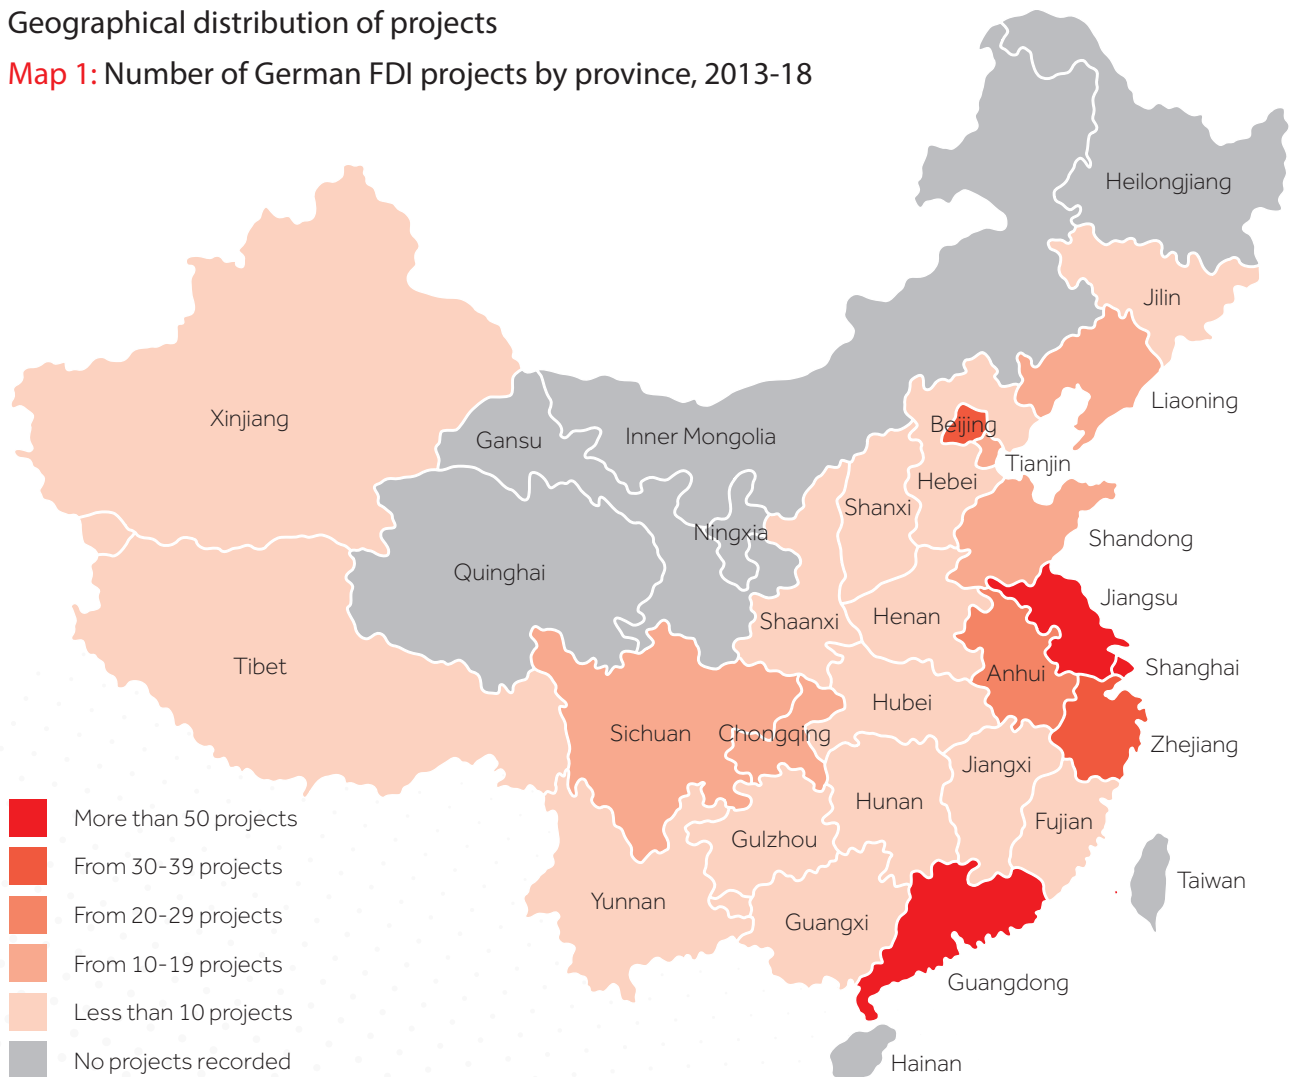 Geographical distribution of projects
Map 1: Number of German FDI projects by province, 2013-18
Heilongjiang
Jilin
Liaoning
Xinjiang
Gansu
Inner Mongolia
Beijing
Tianjin
Hebei
Shanxi
Ningxia
Shandong
Quinghai
Jiangsu
Shaanxi
Henan
Tibet
Anhui
Shanghai
Hubei
Sichuan
Chongqing
Zhejiang
Jiangxi
Hunan
Fujian
Gulzhou
Taiwan
Yunnan
Guangxi
Guangdong
Hainan
More than 50 projects
From 30-39 projects
From 20-29 projects
From 10-19 projects
Less than 10 projects
No projects recorded